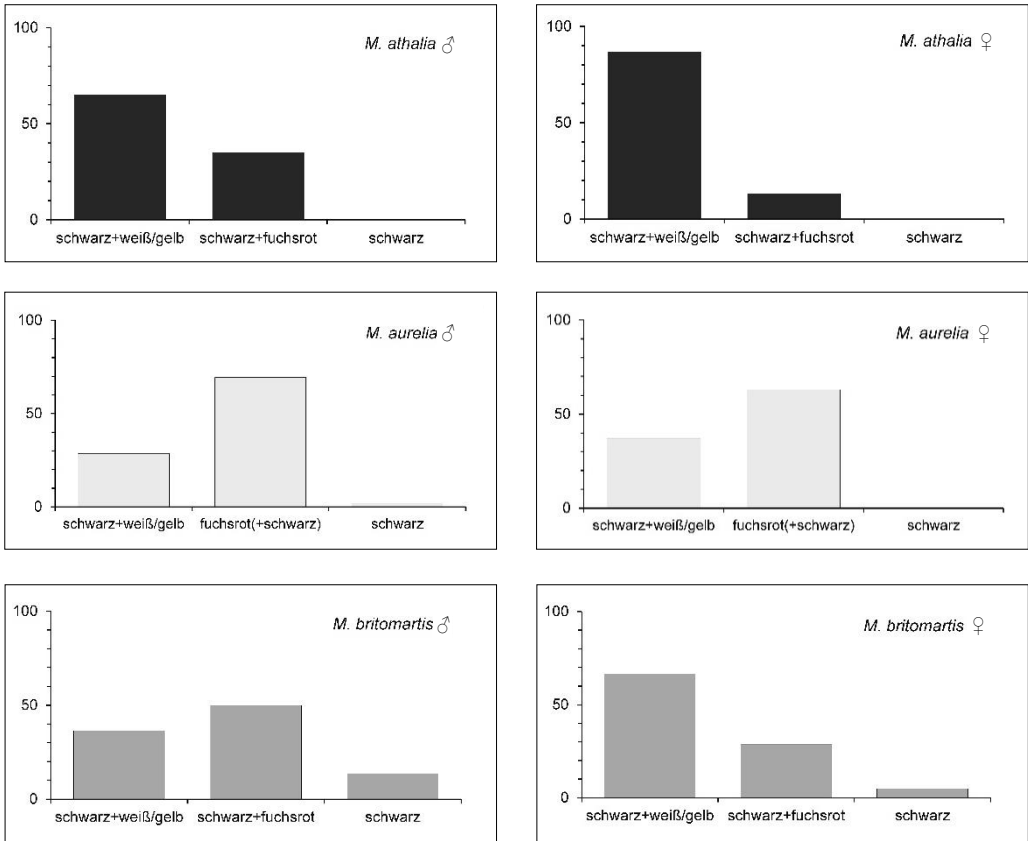 100
M. athalia ♂
50
0
schwarz+weiß/gelb schwarz+fuchsrot schwarz
100
M. athalia ♀
50
0
schwarz+weiß/gelb schwarz+fuchsrot schwarz
100
M. aurelia ♂
50
0
schwarz+weiß/gelb fuchsrot(+schwarz) schwarz
100
M. aurelia ♀
50
0
schwarz+weiß/gelb fuchsrot(+schwarz) schwarz
100
M. britomartis ♂
50
0
schwarz+weiß/gelb schwarz+fuchsrot schwarz
100
M. britomartis ♀
50
0
schwarz+weiß/gelb schwarz+fuchsrot schwarz